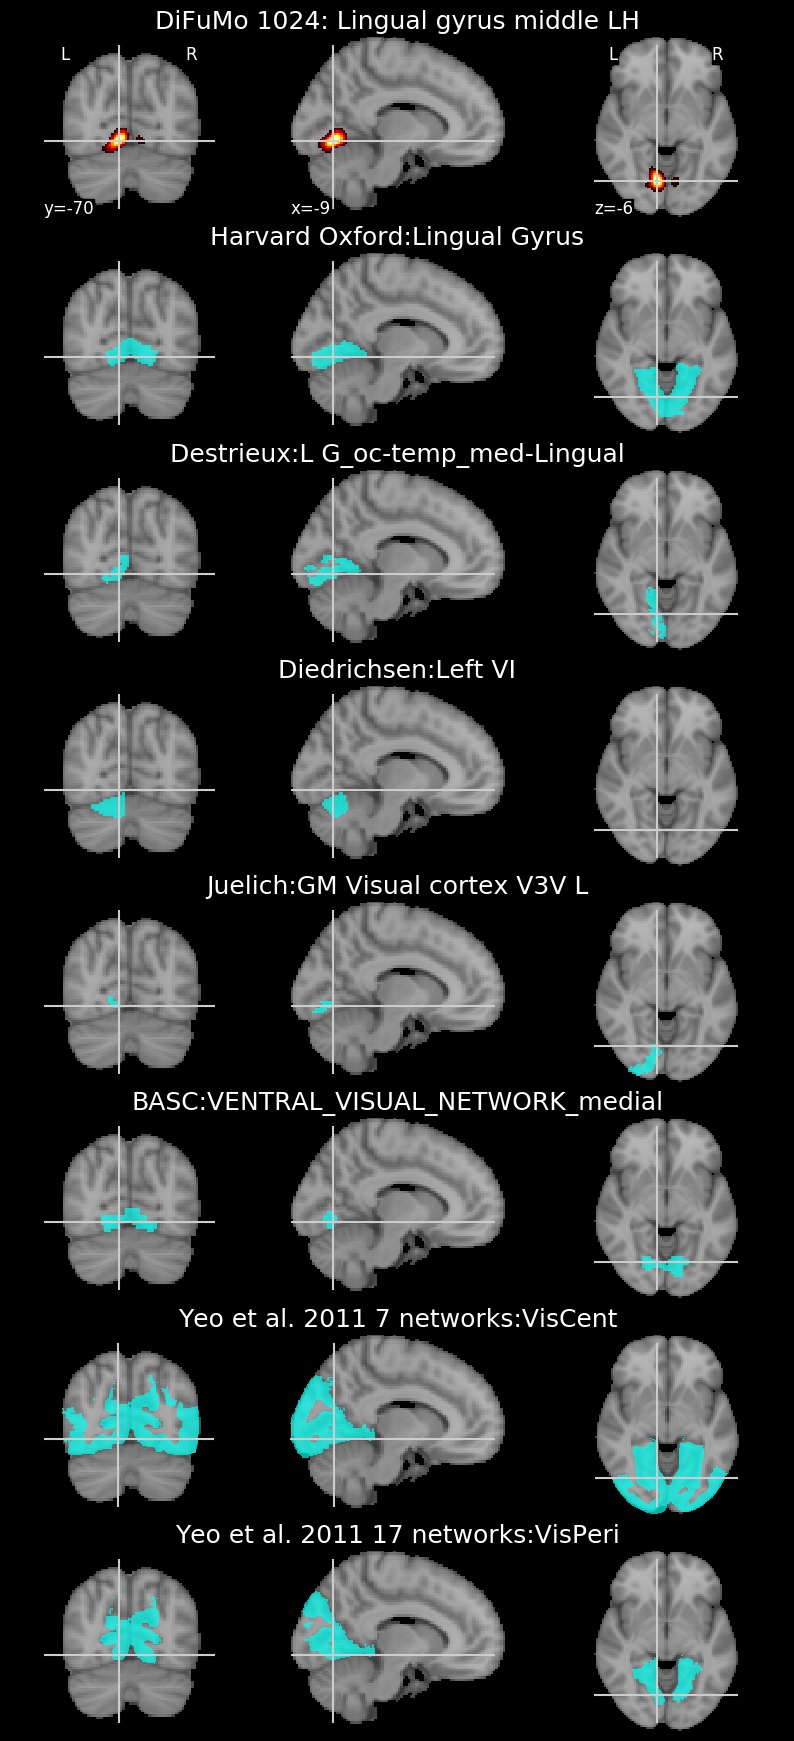 DiFuMo 1024: Lingual gyrus middle LH
L R L R
y=-70 x=-9 z=-6
Harvard Oxford:Lingual Gyrus
Destrieux:L G_oc-temp_med-Lingual
Diedrichsen:Left VI
Juelich:GM Visual cortex V3V L
BASC:VENTRAL_VISUAL_NETWORK_medial
Yeo et al. 2011 7 networks:VisCent
Yeo et al. 2011 17 networks:VisPeri